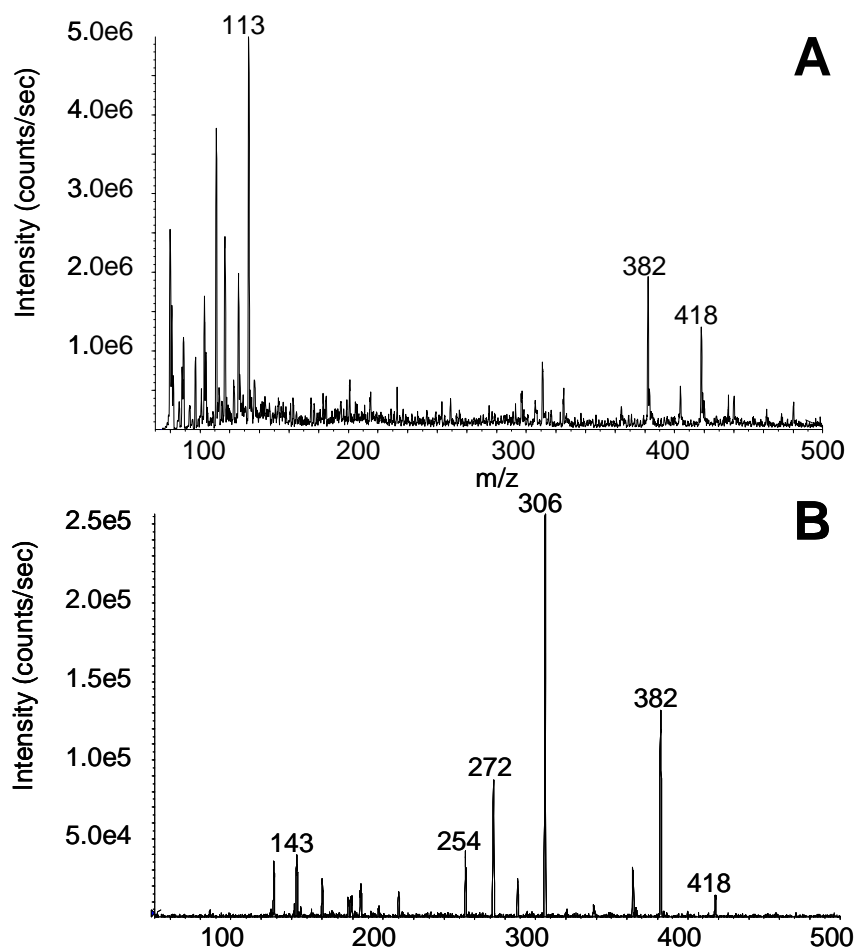 113
5.0e6
A
4.0e6
3.0e6
2.0e6
1.0e6
Intensity (counts/sec)
382
418
100 200 300 400 500
m/z
306
2.5e5
B
2.0e5
1.5e5
1.0e5
5.0e4
Intensity (counts/sec)
382
272
143
254
418
100 200 300 400 500